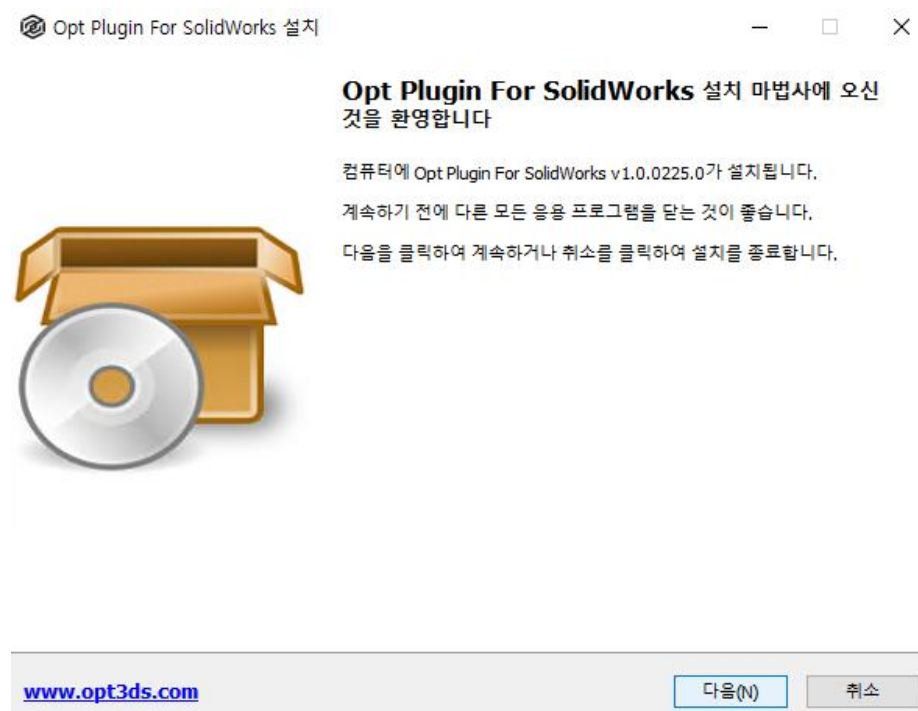 Opt Plugin For SolidWorks 설치
Opt Plugin For SolidWorks 설치 마법사에 오신
것을 환영합니다
컴퓨터에 Opt Plugin For SolidWorks v1.0.0225.0가 설치됩니다.
계속하기 전에 다른 모든 응용 프로그램을 닫는 것이 좋습니다.
다음을 클릭하여 계속하거나 취소를 클릭하여 설치를 종료합니다.
www.opt3ds.com
다음(N) 취소